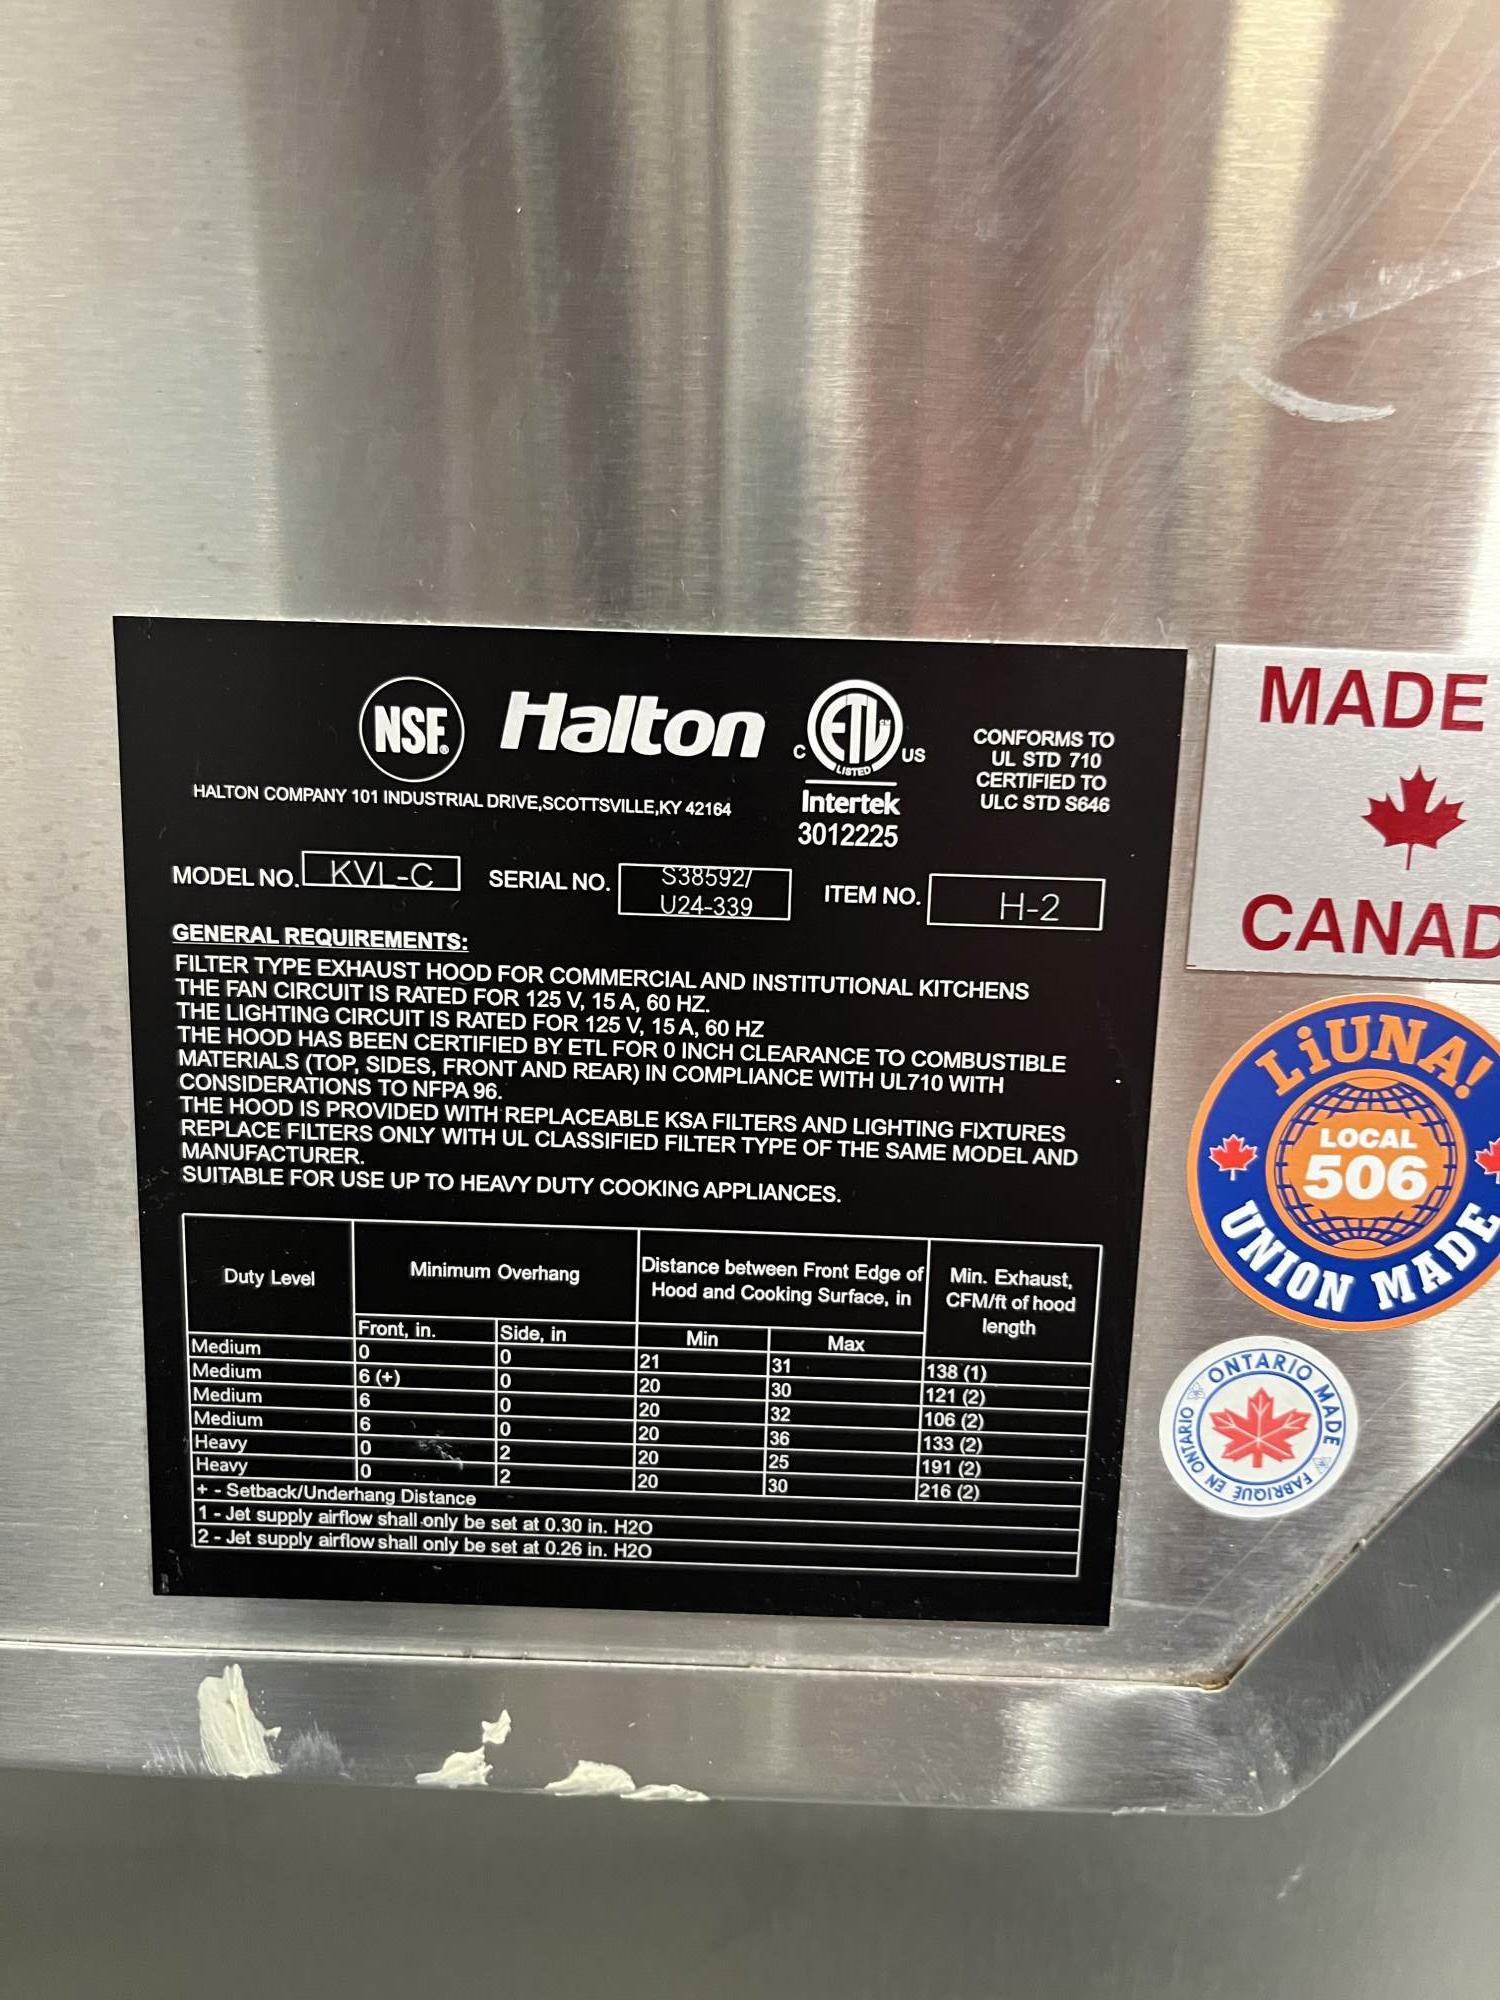 NSF
Halton
C ETL US
LISTED
Intertek
3012225
CONFORMS TO
UL STD 710
CERTIFIED TO
ULC STD S646
HALTON COMPANY 101 INDUSTRIAL DRIVE,SCOTTSVILLE,KY 42164
MODEL NO. KVL-C SERIAL NO. S38592/ U24-339 ITEM NO. H-2
GENERAL REQUIREMENTS:
FILTER TYPE EXHAUST HOOD FOR COMMERCIAL AND INSTITUTIONAL KITCHENS
THE FAN CIRCUIT IS RATED FOR 125 V, 15 A, 60 HZ.
THE LIGHTING CIRCUIT IS RATED FOR 125 V, 15 A, 60 HZ
THE HOOD HAS BEEN CERTIFIED BY ETL FOR 0 INCH CLEARANCE TO COMBUSTIBLE
MATERIALS (TOP, SIDES, FRONT AND REAR) IN COMPLIANCE WITH UL710 WITH
CONSIDERATIONS TO NFPA 96.
THE HOOD IS PROVIDED WITH REPLACEABLE KSA FILTERS AND LIGHTING FIXTURES
REPLACE FILTERS ONLY WITH UL CLASSIFIED FILTER TYPE OF THE SAME MODEL AND
MANUFACTURER.
SUITABLE FOR USE UP TO HEAVY DUTY COOKING APPLIANCES.
Duty Level Minimum Overhang Distance between Front Edge of Hood and Cooking Surface, in Min. Exhaust, CFM/ft of hood length
Front, in. Side, in Min Max
Medium 0 0 21 31 138 (1)
Medium 6 (+) 0 20 30 121 (2)
Medium 6 0 20 32 106 (2)
Medium 6 0 20 36 133 (2)
Heavy 0 2 20 25 191 (2)
Heavy 0 2 20 30 216 (2)
+ - Setback/Underhang Distance
1 - Jet supply airflow shall only be set at 0.30 in. H2O
2 - Jet supply airflow shall only be set at 0.26 in. H2O
MADE
CANAD
LiUNA!
LOCAL
506
UNION MADE
ONTARIO MADE
FABRIQUÉ EN ONTARIO